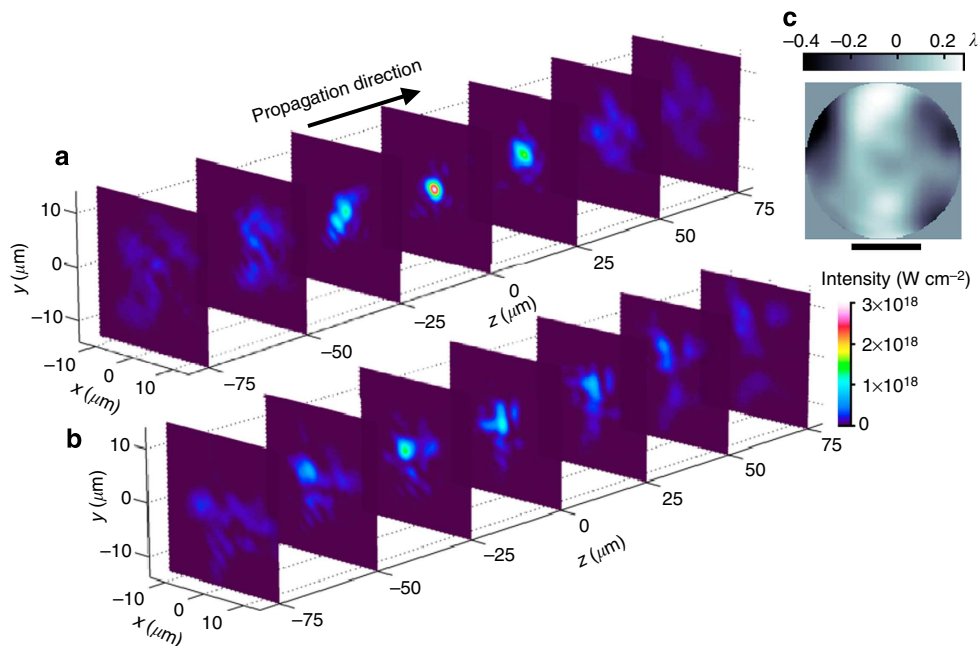 c
−0.4 −0.2 0 0.2 λ
Propagation direction
a
10
0
−10
y (μm)
−10
0
10
x (μm)
−75
−50
−25
0
25
50
75
z (μm)
Intensity (W cm⁻²)
3×10¹⁸
2×10¹⁸
1×10¹⁸
0
b
10
0
−10
y (μm)
−10
0
10
x (μm)
−75
−50
−25
0
25
50
75
z (μm)